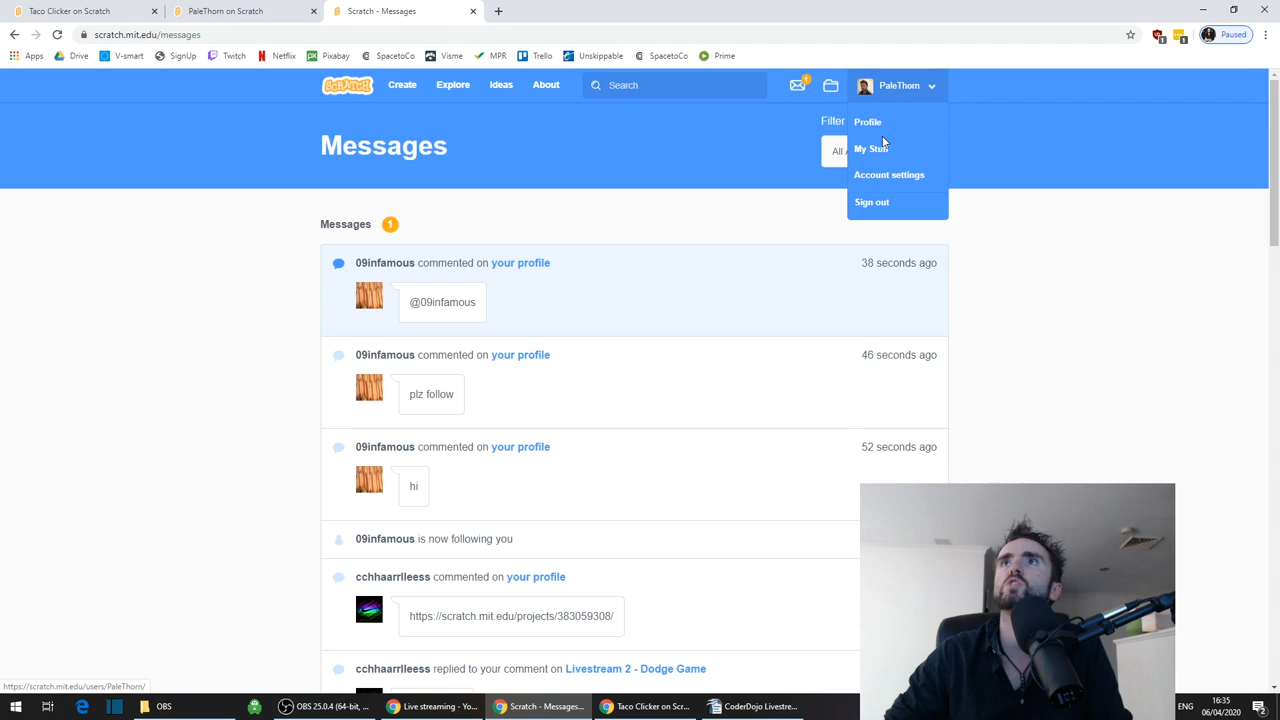 Taco Clicker on Scratch
PaleThorn on Scratch
Scratch - Messages
scratch.mit.edu/messages
Paused
Apps
Drive
V-smart
SignUp
Twitch
Netflix
Pixabay
SpacetoCo
Visme
MPR
Trello
Unskippable
SpacetoCo
Prime
SCRATCH
Create
Explore
Ideas
About
Search
1
PaleThorn
Messages
Filter
All
Profile
My Stuff
Account settings
Sign out
Messages 1
09infamous commented on your profile
38 seconds ago
@09infamous
09infamous commented on your profile
46 seconds ago
plz follow
09infamous commented on your profile
52 seconds ago
hi
09infamous is now following you
cchhaarrlleess commented on your profile
https://scratch.mit.edu/projects/383059308/
cchhaarrlleess replied to your comment on Livestream 2 - Dodge Game
https://scratch.mit.edu/users/PaleThorn/
OBS
OBS 25.0.4 (64-bit, ...
Live streaming - Yo...
Scratch - Messages...
Taco Clicker on Scr...
CoderDojo Livestre...
ENG
16:35
06/04/2020
2